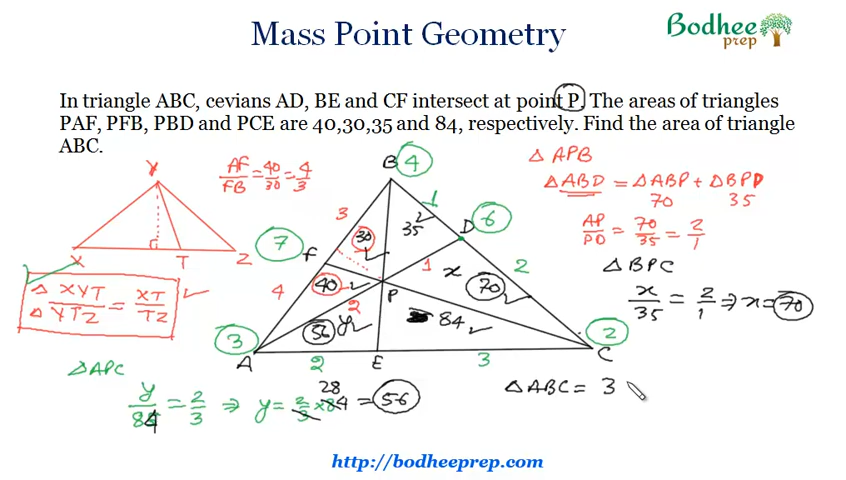 Mass Point Geometry
Bodhee
prep
In triangle ABC, cevians AD, BE and CF intersect at point P. The areas of triangles
PAF, PFB, PBD and PCE are 40,30,35 and 84, respectively. Find the area of triangle
ABC.
Y
X T Z
△ XYT / △ YTZ = XT / TZ
AF/FB = 40/30 = 4/3
B 4
3 1
30 35
D 6
7 F
40 P 1 x 70 2
4 2
56 y 84
3 A
2 E 3
C 2
△ APB
△ ABD = △ ABP + △ BPD
70 35
AP/PD = 70/35 = 2/1
△ BPC
x/35 = 2/1 ⇒ x = 70
△ APC
y/84 = 2/3 ⇒ y = 2/3 × 84 = 56
28
△ ABC = 3
http://bodheeprep.com